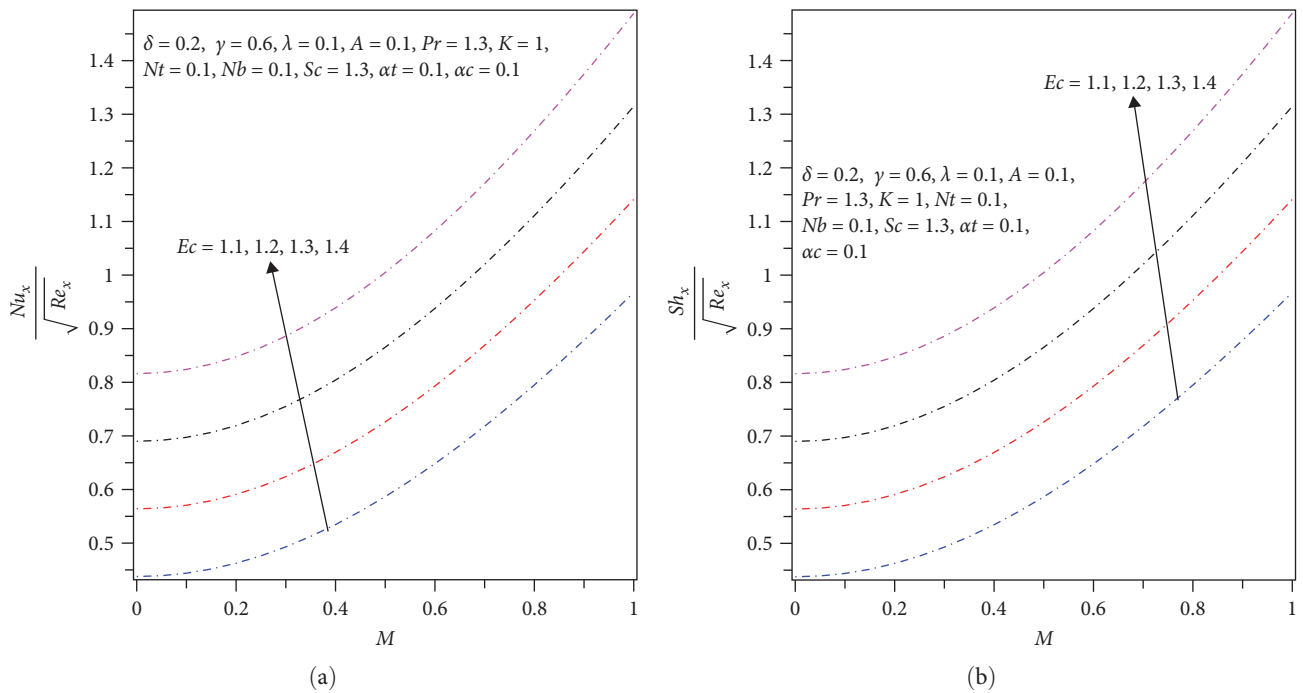 1.4
1.3
1.2
1.1
1
0.9
0.8
0.7
0.6
0.5
Nu_x
√Re_x
δ = 0.2, γ = 0.6, λ = 0.1, A = 0.1, Pr = 1.3, K = 1,
Nt = 0.1, Nb = 0.1, Sc = 1.3, αt = 0.1, αc = 0.1
Ec = 1.1, 1.2, 1.3, 1.4
0 0.2 0.4 0.6 0.8 1
M
(a)
1.4
1.3
1.2
1.1
1
0.9
0.8
0.7
0.6
0.5
Sh_x
√Re_x
Ec = 1.1, 1.2, 1.3, 1.4
δ = 0.2, γ = 0.6, λ = 0.1, A = 0.1,
Pr = 1.3, K = 1, Nt = 0.1,
Nb = 0.1, Sc = 1.3, αt = 0.1,
αc = 0.1
0 0.2 0.4 0.6 0.8 1
M
(b)